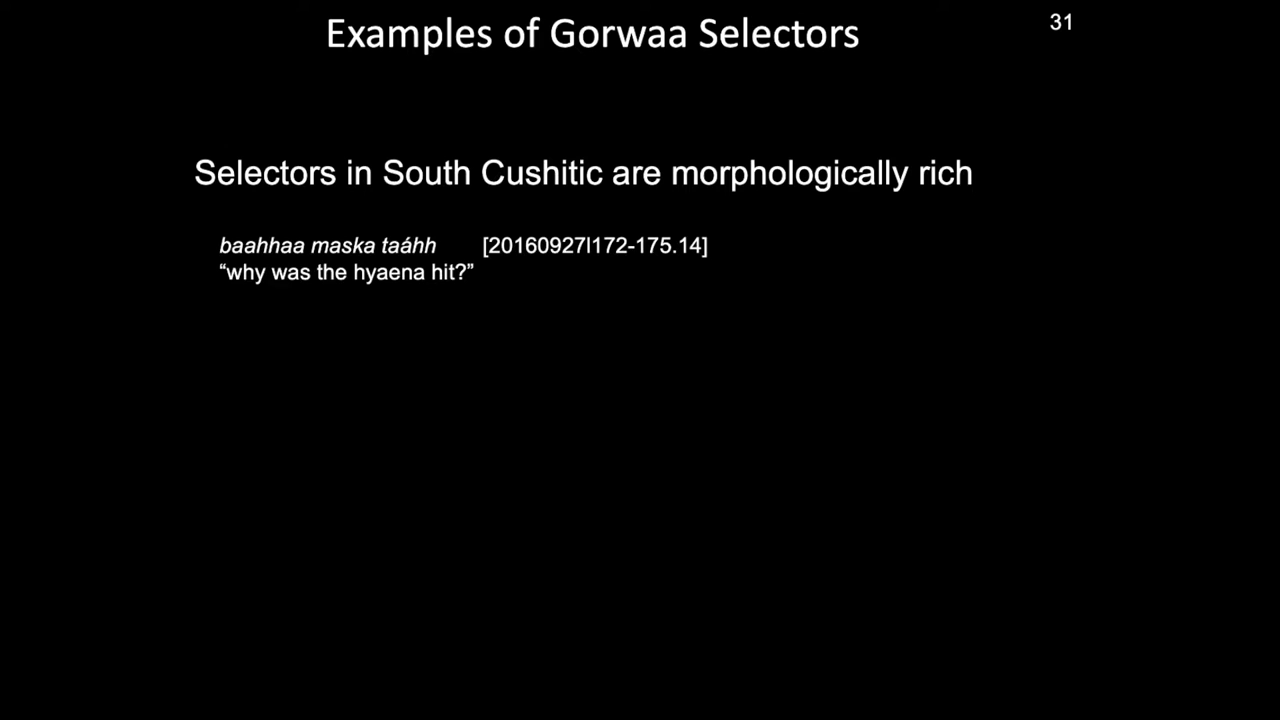 Examples of Gorwaa Selectors
31
Selectors in South Cushitic are morphologically rich
baahhaa maska taáhh [20160927I172-175.14]
“why was the hyaena hit?”